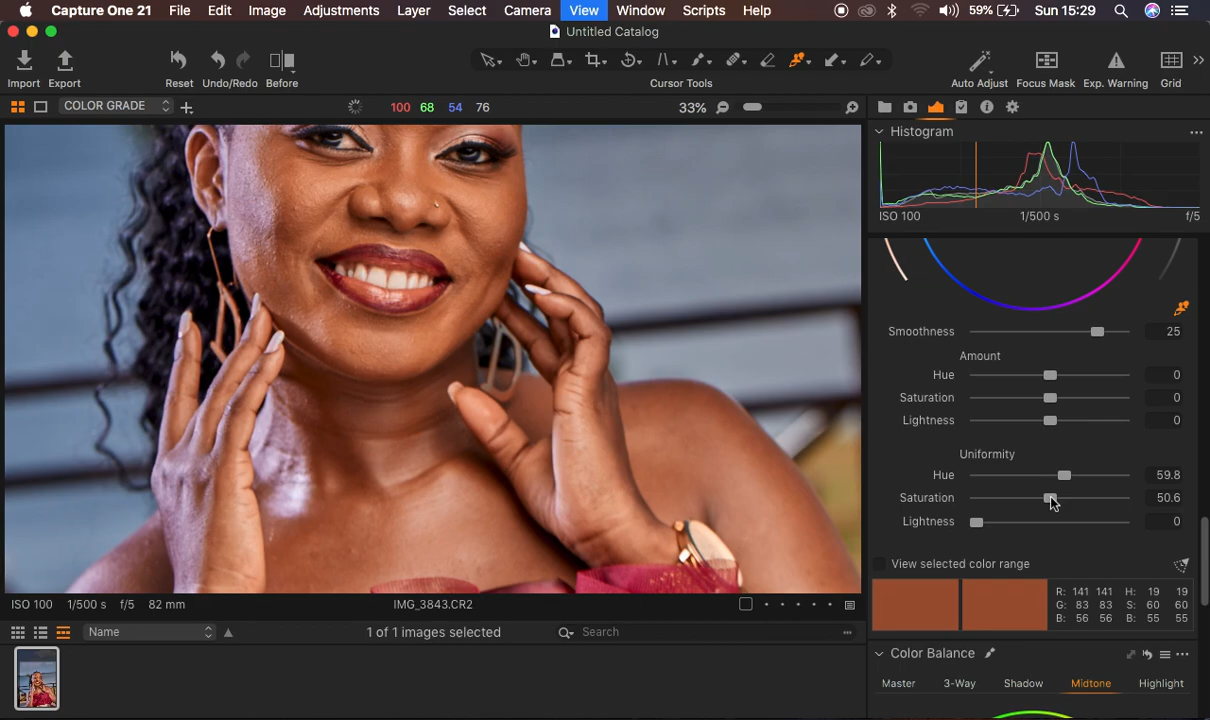 Capture One 21 File Edit Image Adjustments Layer Select Camera View Window Scripts Help 59% Sun 15:29
Untitled Catalog
Import Export Reset Undo/Redo Before Cursor Tools Auto Adjust Focus Mask Exp. Warning Grid
COLOR GRADE 100 68 54 76 33%
Histogram
ISO 100 1/500 s f/5
Smoothness 25
Amount
Hue 0
Saturation 0
Lightness 0
Uniformity
Hue 59.8
Saturation 50.6
Lightness 0
View selected color range
R: 141 141 H: 19 19
G: 83 83 S: 60 60
B: 56 56 B: 55 55
ISO 100 1/500 s f/5 82 mm IMG_3843.CR2
Name 1 of 1 images selected Search
Color Balance
Master 3-Way Shadow Midtone Highlight